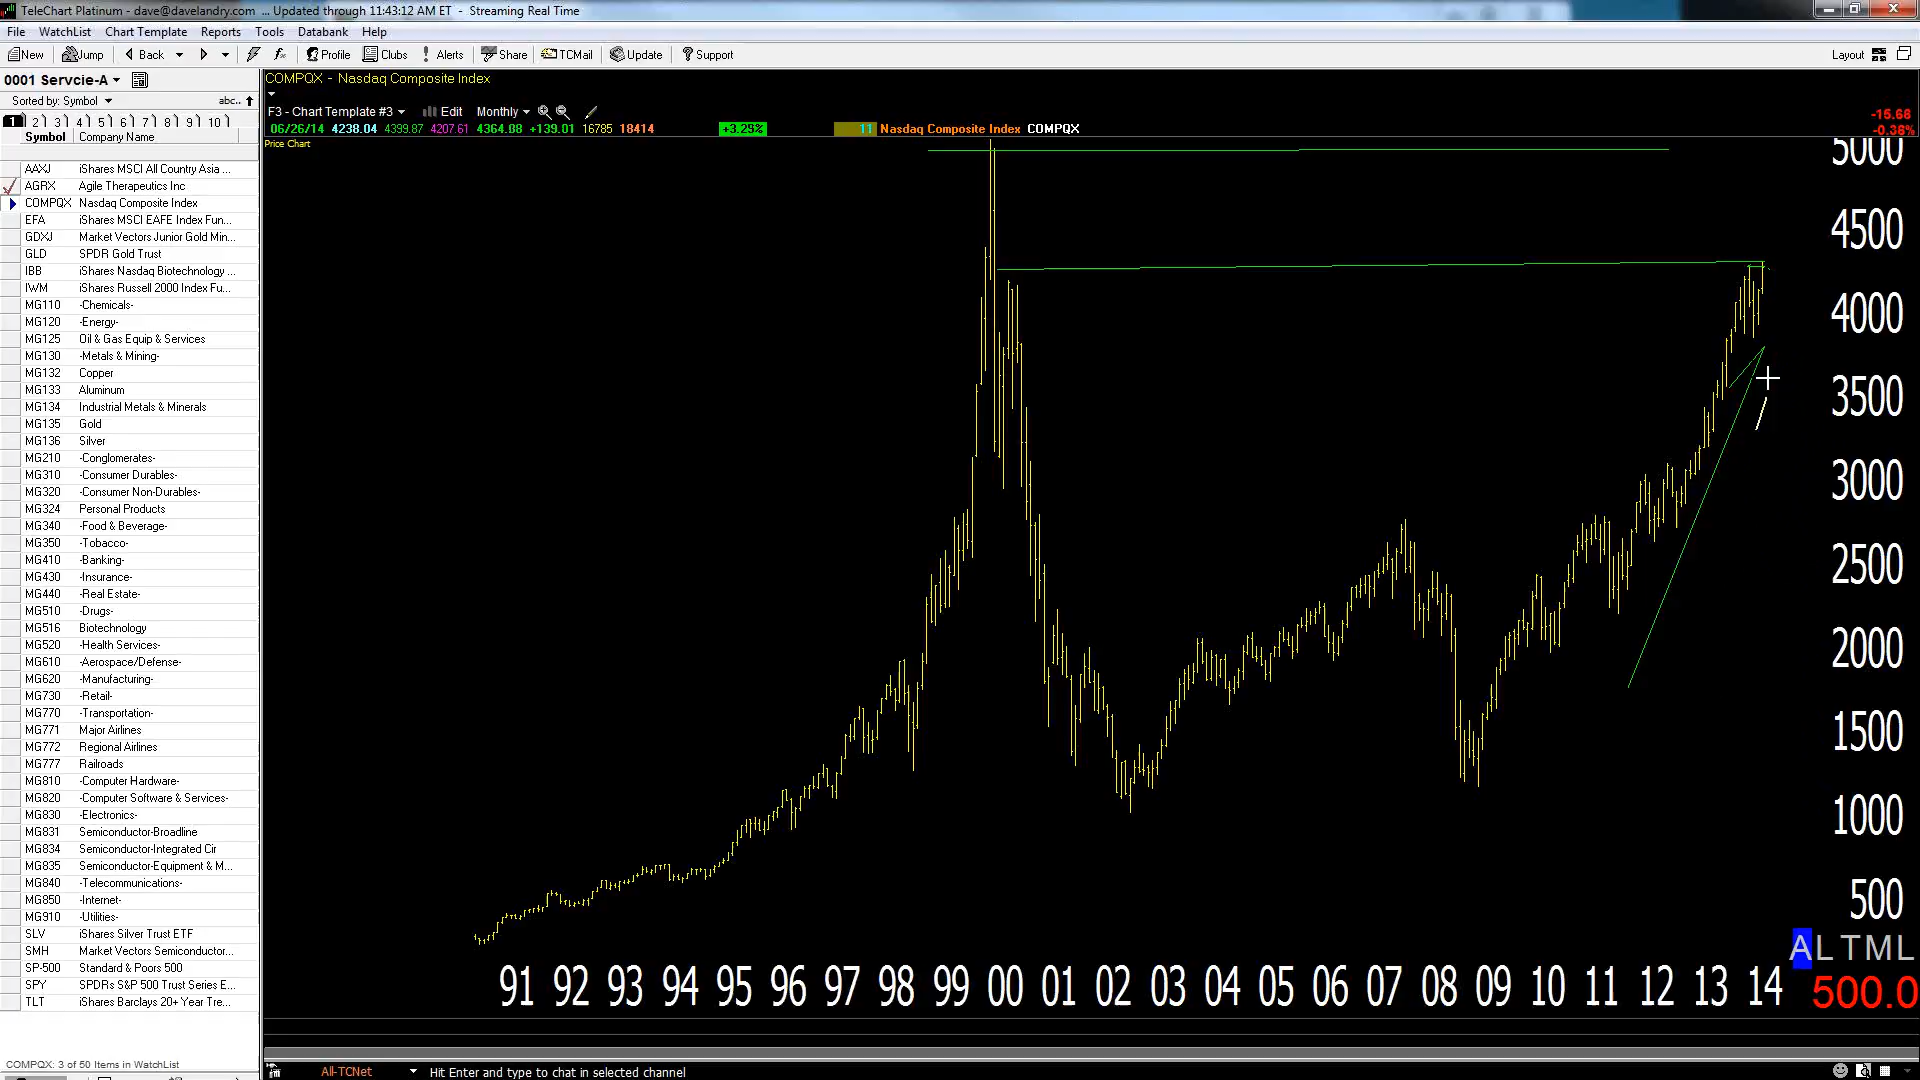 TeleChart Platinum - dave@davelandry.com ... Updated through 11:43:12 AM ET - Streaming Real Time
File WatchList Chart Template Reports Tools Databank Help
New Jump Back Profile Clubs Alerts Share TCMail Update Support Layout
0001 Servcie-A
Sorted by: Symbol abc..
1 2 3 4 5 6 7 8 9 10
Symbol Company Name
AAXJ iShares MSCI All Country Asia ...
AGRX Agile Therapeutics Inc
COMPQX Nasdaq Composite Index
EFA iShares MSCI EAFE Index Fun...
GDXJ Market Vectors Junior Gold Min...
GLD SPDR Gold Trust
IBB iShares Nasdaq Biotechnology ...
IWM iShares Russell 2000 Index Fu...
MG110 -Chemicals-
MG120 -Energy-
MG125 Oil & Gas Equip & Services
MG130 -Metals & Mining-
MG132 Copper
MG133 Aluminum
MG134 Industrial Metals & Minerals
MG135 Gold
MG136 Silver
MG210 -Conglomerates-
MG310 -Consumer Durables-
MG320 -Consumer Non-Durables-
MG324 Personal Products
MG340 -Food & Beverage-
MG350 -Tobacco-
MG410 -Banking-
MG430 -Insurance-
MG440 -Real Estate-
MG510 -Drugs-
MG516 Biotechnology
MG520 -Health Services-
MG610 -Aerospace/Defense-
MG620 -Manufacturing-
MG730 -Retail-
MG770 -Transportation-
MG771 Major Airlines
MG772 Regional Airlines
MG777 Railroads
MG810 -Computer Hardware-
MG820 -Computer Software & Services-
MG830 -Electronics-
MG831 Semiconductor-Broadline
MG834 Semiconductor-Integrated Cir
MG835 Semiconductor-Equipment & M...
MG840 -Telecommunications-
MG850 -Internet-
MG910 -Utilities-
SLV iShares Silver Trust ETF
SMH Market Vectors Semiconductor...
SP-500 Standard & Poors 500
SPY SPDRs S&P 500 Trust Series E...
TLT iShares Barclays 20+ Year Tre...
COMPQX: 3 of 50 Items in WatchList
COMPQX - Nasdaq Composite Index
F3 - Chart Template #3 Edit Monthly
06/26/14 4238.04 4399.87 4207.61 4364.88 +139.01 16785 18414 +3.29% 11 Nasdaq Composite Index COMPQX
-15.68
-0.36%
Price Chart
5000
4500
4000
3500
3000
2500
2000
1500
1000
500
91 92 93 94 95 96 97 98 99 00 01 02 03 04 05 06 07 08 09 10 11 12 13 14
ALTML
500.0
All-TCNet Hit Enter and type to chat in selected channel